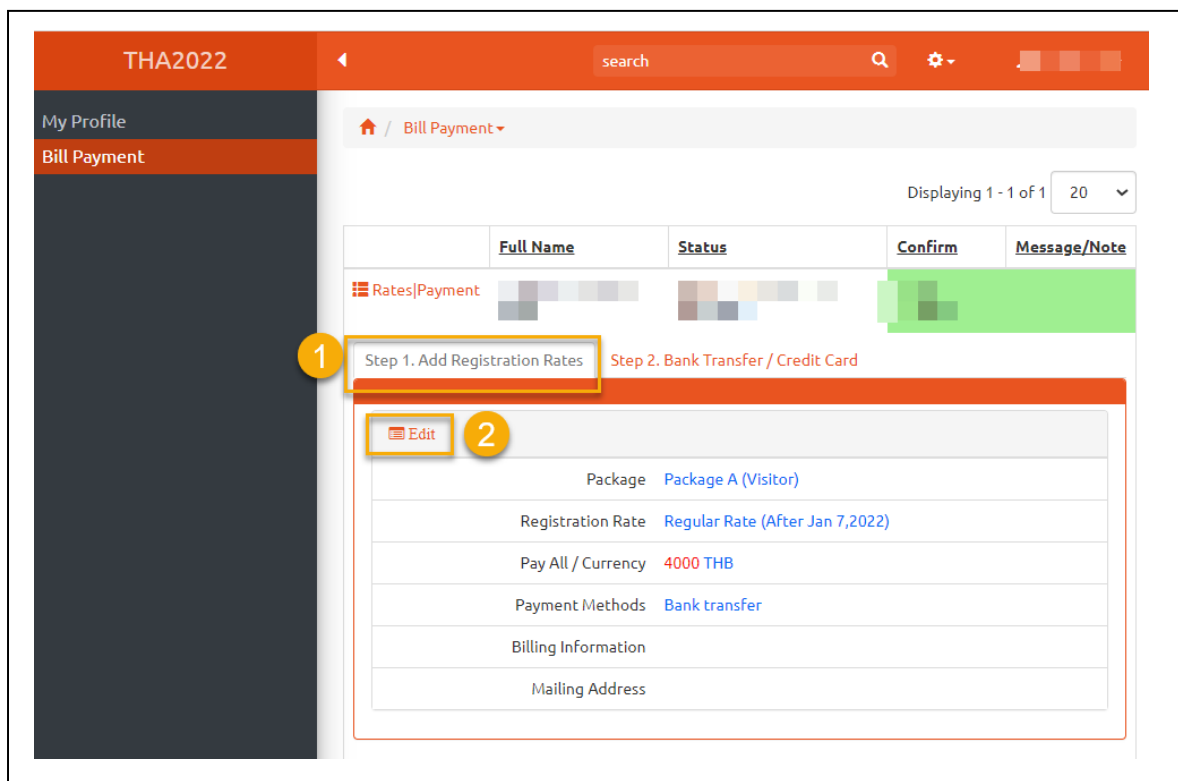 THA2022
search
My Profile
Bill Payment
/ Bill Payment
Displaying 1 - 1 of 1 20
Full Name Status Confirm Message/Note
Rates|Payment
1 Step 1. Add Registration Rates Step 2. Bank Transfer / Credit Card
Edit 2
Package Package A (Visitor)
Registration Rate Regular Rate (After Jan 7,2022)
Pay All / Currency 4000 THB
Payment Methods Bank transfer
Billing Information
Mailing Address